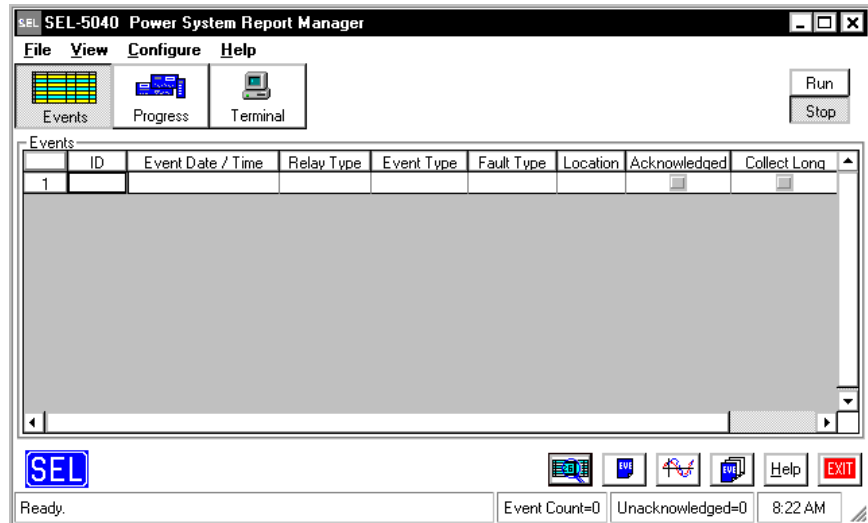 SEL SEL-5040 Power System Report Manager
File View Configure Help
Events Progress Terminal
Run
Stop
Events
ID Event Date / Time Relay Type Event Type Fault Type Location Acknowledged Collect Long
1
SEL EVE EVE Help EXIT
Ready. Event Count=0 Unacknowledged=0 8:22 AM